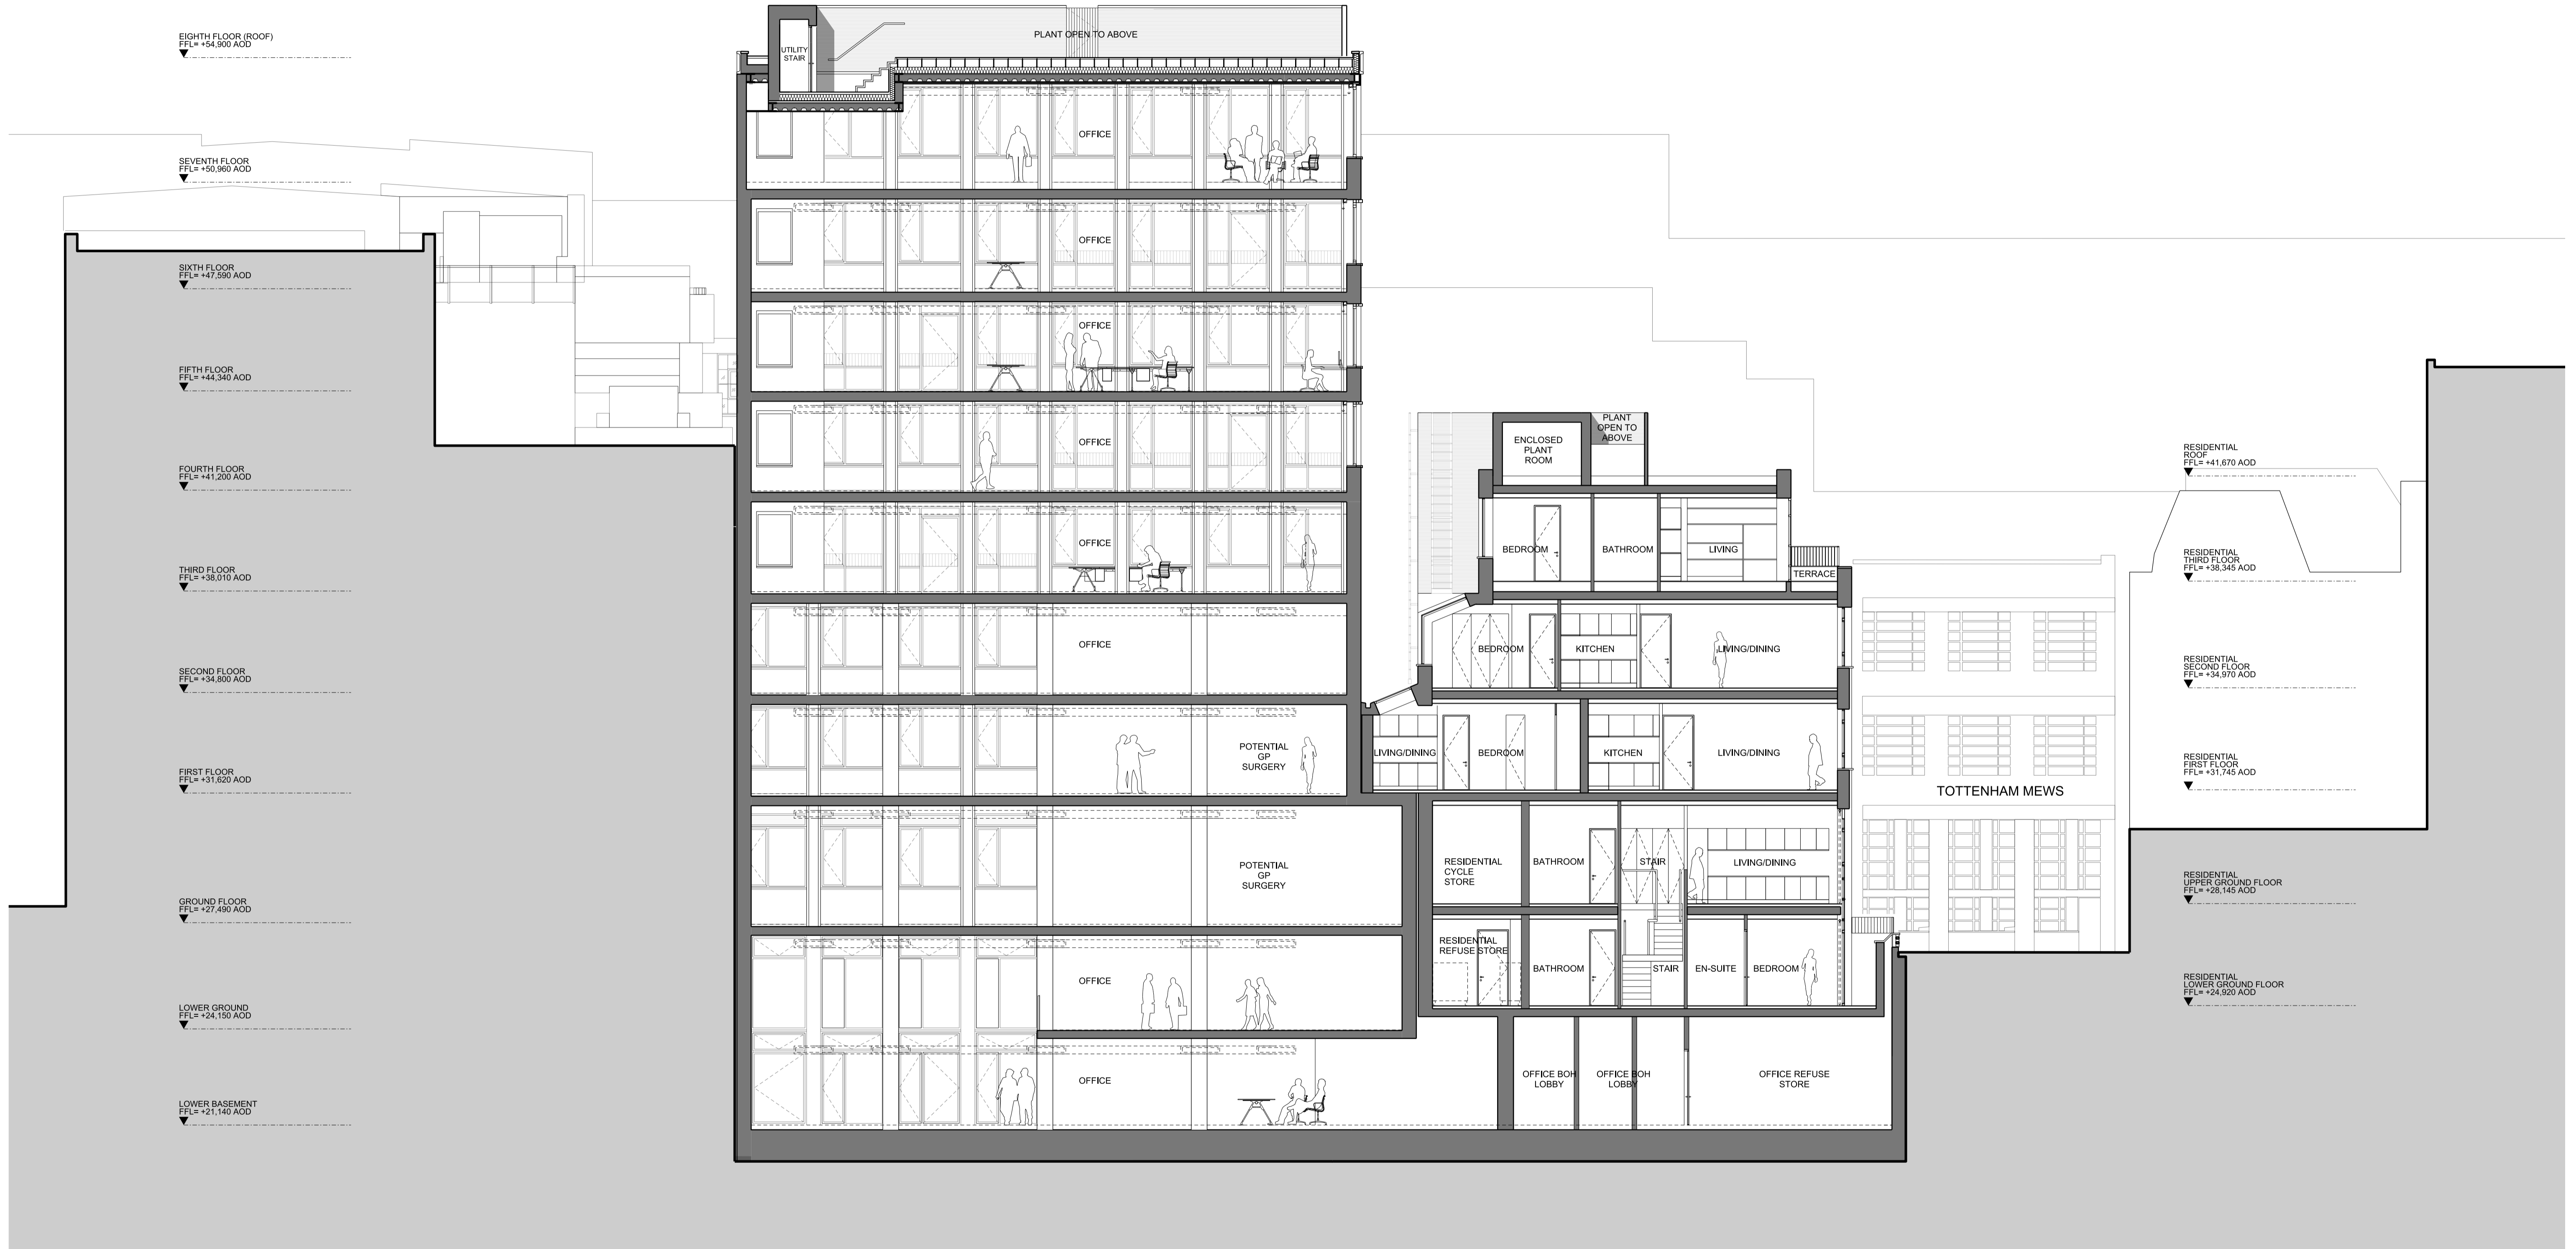 EIGHTH FLOOR (ROOF)
FFL= +54,900 AOD
SEVENTH FLOOR
FFL= +50,960 AOD
SIXTH FLOOR
FFL= +47,590 AOD
FIFTH FLOOR
FFL= +44,340 AOD
FOURTH FLOOR
FFL= +41,200 AOD
THIRD FLOOR
FFL= +38,010 AOD
SECOND FLOOR
FFL= +34,800 AOD
FIRST FLOOR
FFL= +31,620 AOD
GROUND FLOOR
FFL= +27,490 AOD
LOWER GROUND
FFL= +24,150 AOD
LOWER BASEMENT
FFL= +21,140 AOD
UTILITY
STAIR
PLANT OPEN TO ABOVE
OFFICE
OFFICE
OFFICE
OFFICE
OFFICE
OFFICE
POTENTIAL
GP
SURGERY
POTENTIAL
GP
SURGERY
OFFICE
OFFICE
ENCLOSED
PLANT
ROOM
PLANT
OPEN TO
ABOVE
BEDROOM
BATHROOM
LIVING
TERRACE
BEDROOM
KITCHEN
LIVING/DINING
LIVING/DINING
BEDROOM
KITCHEN
LIVING/DINING
RESIDENTIAL
CYCLE
STORE
BATHROOM
STAIR
LIVING/DINING
RESIDENTIAL
REFUSE STORE
BATHROOM
STAIR
EN-SUITE
BEDROOM
OFFICE BOH
LOBBY
OFFICE BOH
LOBBY
OFFICE REFUSE
STORE
TOTTENHAM MEWS
RESIDENTIAL
ROOF
FFL= +41,670 AOD
RESIDENTIAL
THIRD FLOOR
FFL= +38,345 AOD
RESIDENTIAL
SECOND FLOOR
FFL= +34,970 AOD
RESIDENTIAL
FIRST FLOOR
FFL= +31,745 AOD
RESIDENTIAL
UPPER GROUND FLOOR
FFL= +28,145 AOD
RESIDENTIAL
LOWER GROUND FLOOR
FFL= +24,920 AOD